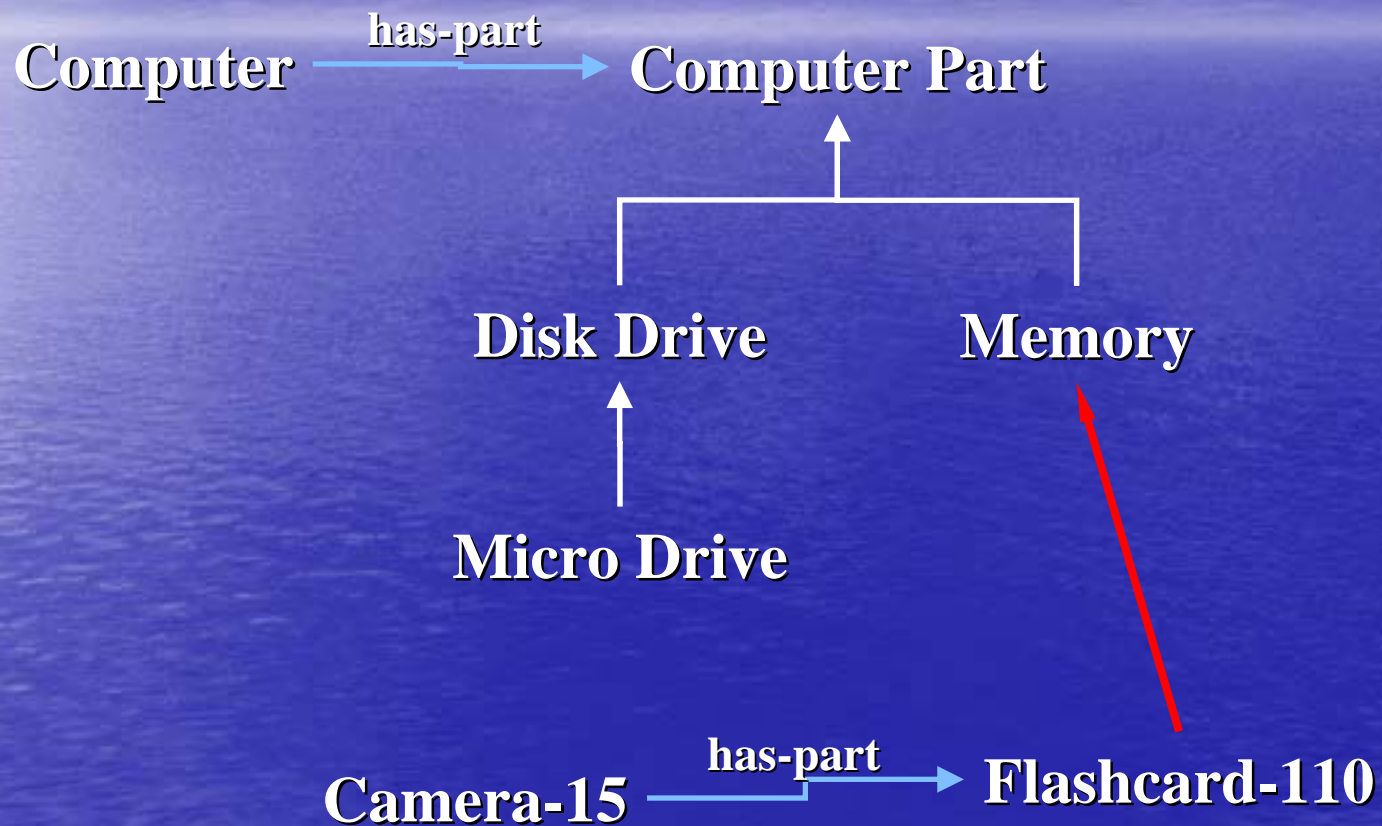 has-part
Computer
Computer Part
Disk Drive
Memory
Micro Drive
has-part
Camera-15
Flashcard-110